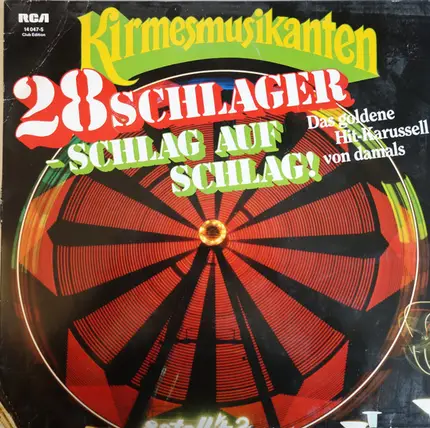 RCA
14 047-5
Club Edition
Kirmesmusikanten
28 SCHLAGER
- SCHLAG AUF
SCHLAG!
Das goldene
Hit-Karussell
von damals